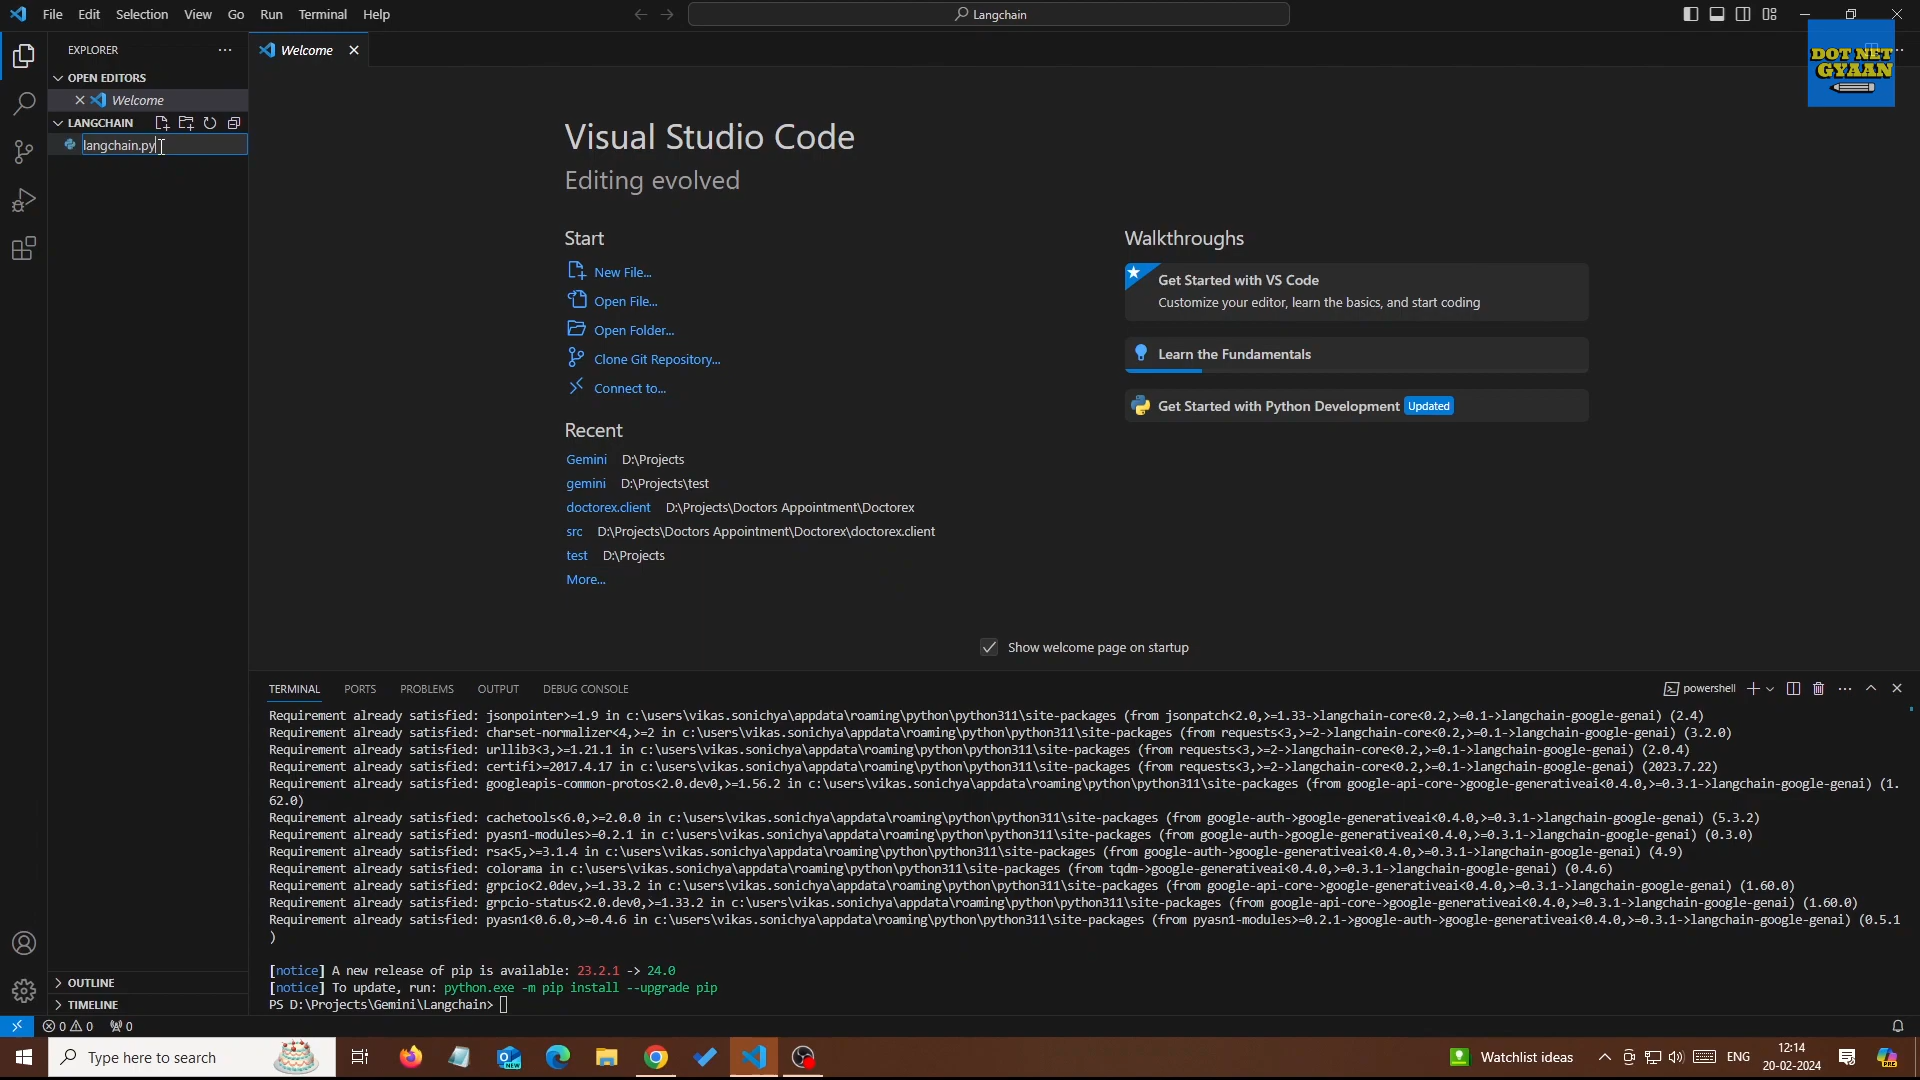 File Edit Selection View Go Run Terminal Help
Langchain
DOT NET
GYAAN
EXPLORER
Welcome
OPEN EDITORS
Welcome
LANGCHAIN
langchain.py
Visual Studio Code
Editing evolved
Start
New File...
Open File...
Open Folder...
Clone Git Repository...
Connect to...
Recent
Gemini D:\Projects
gemini D:\Projects\test
doctorex.client D:\Projects\Doctors Appointment\Doctorex
src D:\Projects\Doctors Appointment\Doctorex\doctorex.client
test D:\Projects
More...
Walkthroughs
Get Started with VS Code
Customize your editor, learn the basics, and start coding
Learn the Fundamentals
Get Started with Python Development Updated
Show welcome page on startup
TERMINAL PORTS PROBLEMS OUTPUT DEBUG CONSOLE
powershell
Requirement already satisfied: jsonpointer>=1.9 in c:\users\vikas.sonichya\appdata\roaming\python\python311\site-packages (from jsonpatch<2.0,>=1.33->langchain-core<0.2,>=0.1->langchain-google-genai) (2.4)
Requirement already satisfied: charset-normalizer<4,>=2 in c:\users\vikas.sonichya\appdata\roaming\python\python311\site-packages (from requests<3,>=2->langchain-core<0.2,>=0.1->langchain-google-genai) (3.2.0)
Requirement already satisfied: urllib3<3,>=1.21.1 in c:\users\vikas.sonichya\appdata\roaming\python\python311\site-packages (from requests<3,>=2->langchain-core<0.2,>=0.1->langchain-google-genai) (2.0.4)
Requirement already satisfied: certifi>=2017.4.17 in c:\users\vikas.sonichya\appdata\roaming\python\python311\site-packages (from requests<3,>=2->langchain-core<0.2,>=0.1->langchain-google-genai) (2023.7.22)
Requirement already satisfied: googleapis-common-protos<2.0.dev0,>=1.56.2 in c:\users\vikas.sonichya\appdata\roaming\python\python311\site-packages (from google-api-core->google-generativeai<0.4.0,>=0.3.1->langchain-google-genai) (1.
62.0)
Requirement already satisfied: cachetools<6.0,>=2.0.0 in c:\users\vikas.sonichya\appdata\roaming\python\python311\site-packages (from google-auth->google-generativeai<0.4.0,>=0.3.1->langchain-google-genai) (5.3.2)
Requirement already satisfied: pyasn1-modules>=0.2.1 in c:\users\vikas.sonichya\appdata\roaming\python\python311\site-packages (from google-auth->google-generativeai<0.4.0,>=0.3.1->langchain-google-genai) (0.3.0)
Requirement already satisfied: rsa<5,>=3.1.4 in c:\users\vikas.sonichya\appdata\roaming\python\python311\site-packages (from google-auth->google-generativeai<0.4.0,>=0.3.1->langchain-google-genai) (4.9)
Requirement already satisfied: colorama in c:\users\vikas.sonichya\appdata\roaming\python\python311\site-packages (from tqdm->google-generativeai<0.4.0,>=0.3.1->langchain-google-genai) (0.4.6)
Requirement already satisfied: grpcio<2.0dev,>=1.33.2 in c:\users\vikas.sonichya\appdata\roaming\python\python311\site-packages (from google-api-core->google-generativeai<0.4.0,>=0.3.1->langchain-google-genai) (1.60.0)
Requirement already satisfied: grpcio-status<2.0.dev0,>=1.33.2 in c:\users\vikas.sonichya\appdata\roaming\python\python311\site-packages (from google-api-core->google-generativeai<0.4.0,>=0.3.1->langchain-google-genai) (1.60.0)
Requirement already satisfied: pyasn1<0.6.0,>=0.4.6 in c:\users\vikas.sonichya\appdata\roaming\python\python311\site-packages (from pyasn1-modules>=0.2.1->google-auth->google-generativeai<0.4.0,>=0.3.1->langchain-google-genai) (0.5.1
)
[notice] A new release of pip is available: 23.2.1 -> 24.0
[notice] To update, run: python.exe -m pip install --upgrade pip
PS D:\Projects\Gemini\Langchain>
OUTLINE
TIMELINE
0 0 0
Type here to search
Watchlist ideas
ENG
12:14
20-02-2024